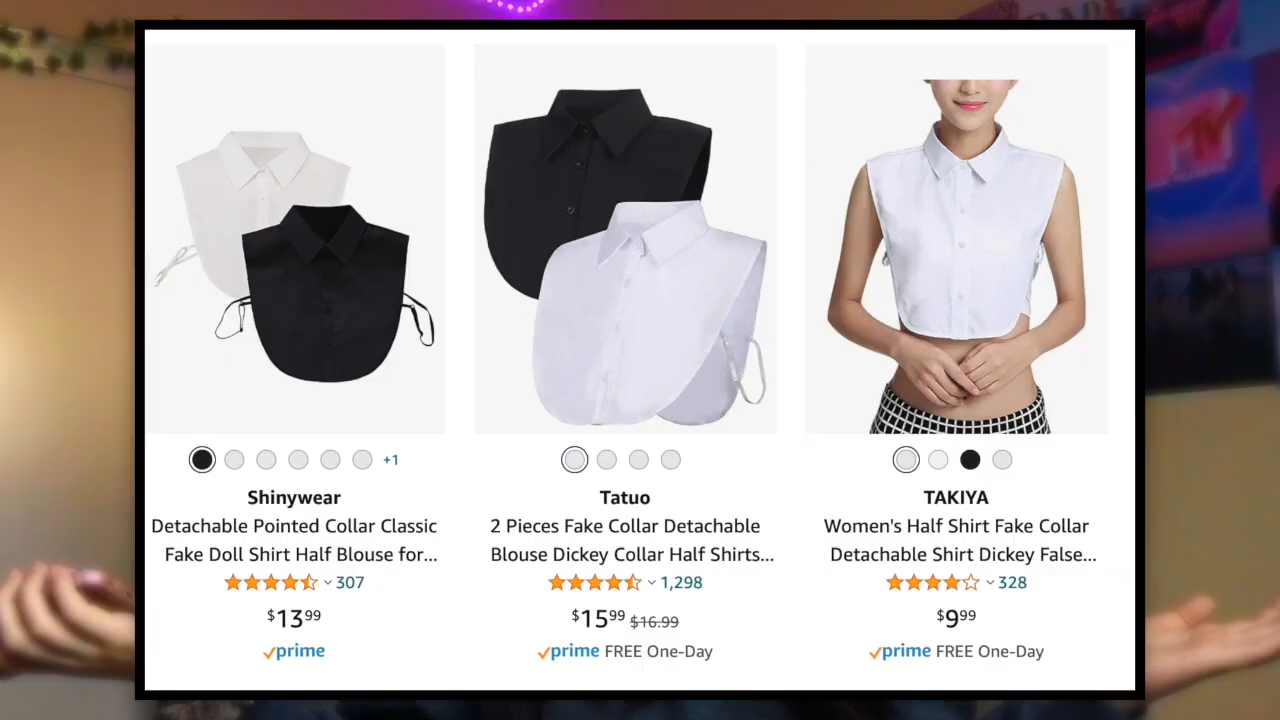 +1
Shinywear
Detachable Pointed Collar Classic
Fake Doll Shirt Half Blouse for...
307
$13.99
prime
Tatuo
2 Pieces Fake Collar Detachable
Blouse Dickey Collar Half Shirts...
1,298
$15.99 $16.99
prime FREE One-Day
TAKIYA
Women's Half Shirt Fake Collar
Detachable Shirt Dickey False...
328
$9.99
prime FREE One-Day
MTV